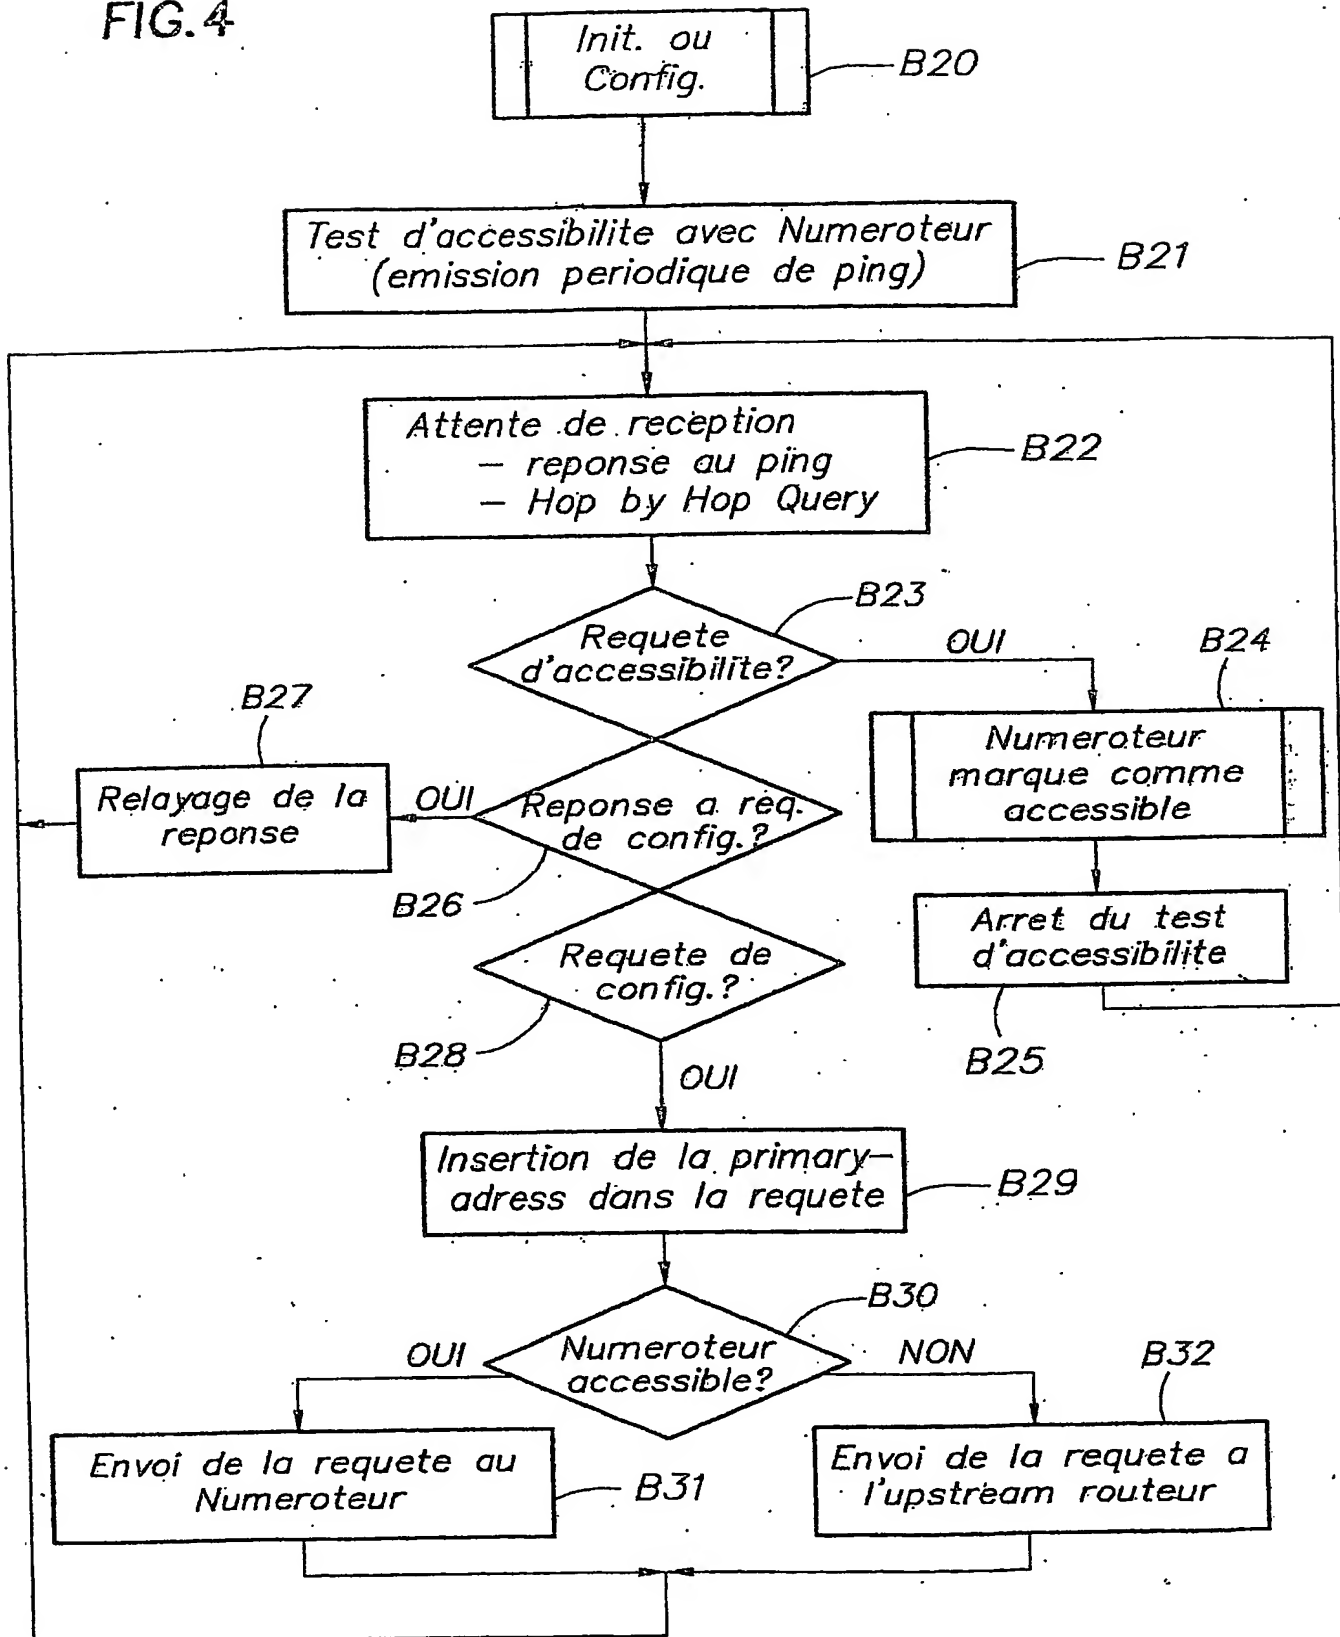 FIG.4
Init. ou
Config.
B20
Test d'accessibilite avec Numeroteur
(emission periodique de ping)
B21
Attente de reception
- reponse au ping
- Hop by Hop Query
B22
B23
Requete
d'accessibilite?
OUI
B24
Numeroteur
marque comme
accessible
B27
Relayage de la
reponse
OUI
Reponse a req.
de config.?
B26
Arret du test
d'accessibilite
B25
Requete de
config.?
B28
OUI
Insertion de la primary-
adress dans la requete
B29
B30
Numeroteur
accessible?
OUI
NON
B32
Envoi de la requete au
Numeroteur
B31
Envoi de la requete a
l'upstream routeur